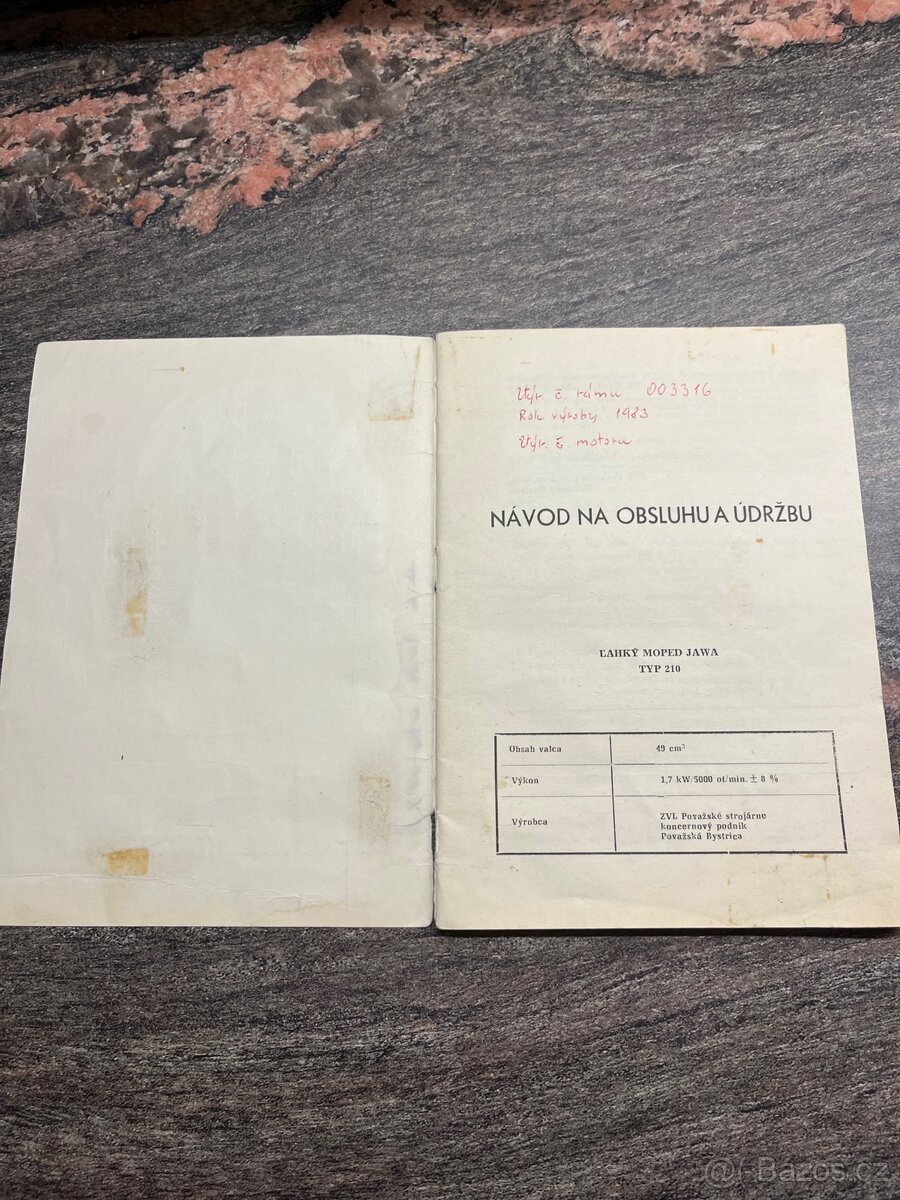 Výr. č. rámu 003316
Rok výroby 1983
Výr. č. motoru
NÁVOD NA OBSLUHU A ÚDRŽBU
ĽAHKÝ MOPED JAWA
TYP 210
Obsah valca 49 cm³
Výkon 1,7 kW/5000 ot/min. ± 8 %
Výrobca ZVL Považské strojárne
koncernový podnik
Považská Bystrica
Bazoš.cz